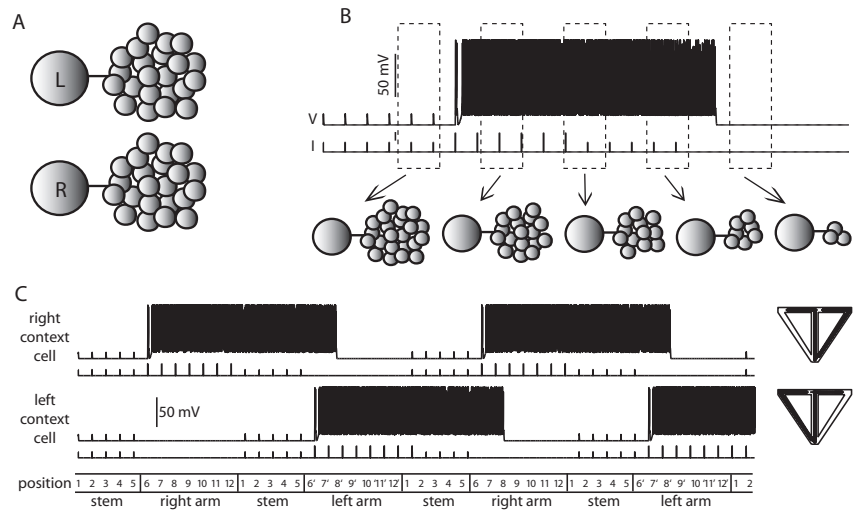 A
L
R
B
50 mV
V
I
C
right
context
cell
left
context
cell
50 mV
position 1 2 3 4 5 6 7 8 9 10 11 12 1 2 3 4 5 6' 7' 8' 9' 10' '11' 12' 1 2 3 4 5 6 7 8 9 10 11 12 1 2 3 4 5 6' 7' 8' 9' 10' '11' 12' 1 2
stem right arm stem left arm stem right arm stem left arm